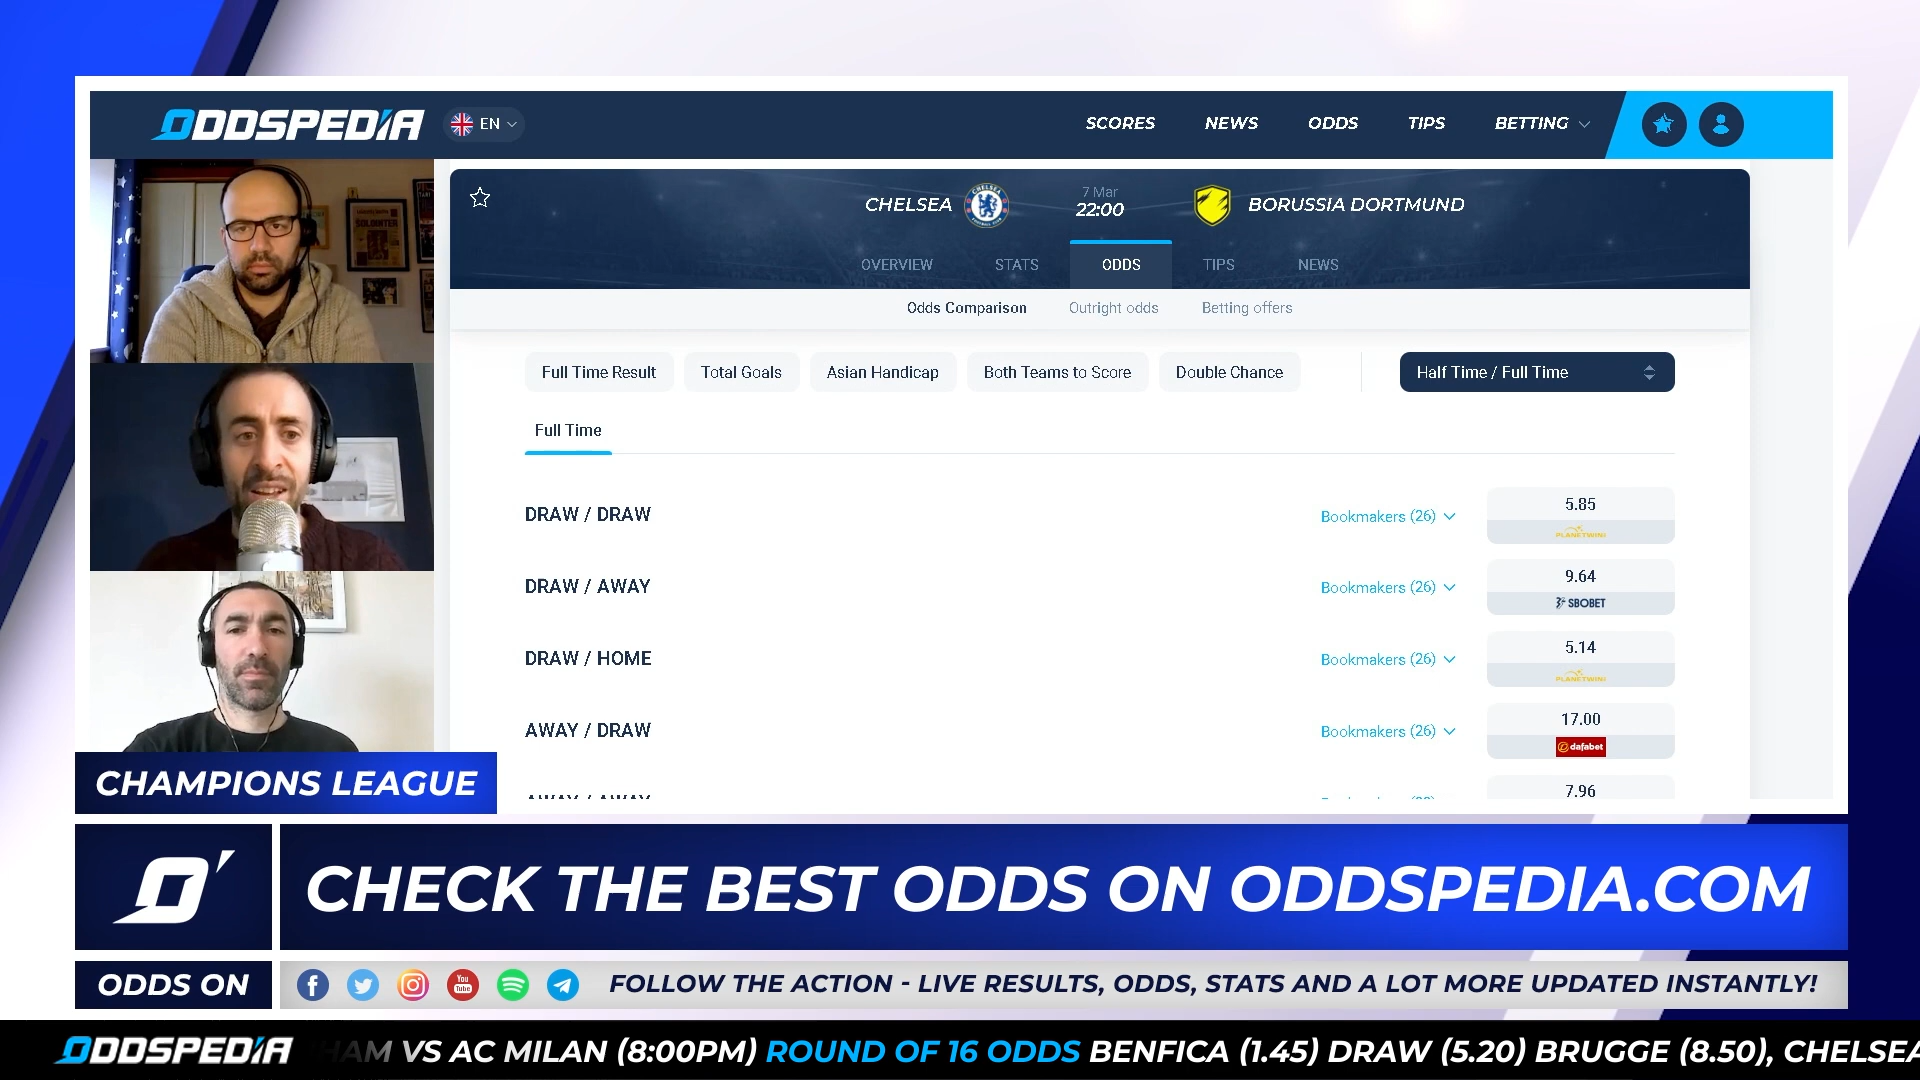 ODDSPEDIA
EN
SCORES
NEWS
ODDS
TIPS
BETTING
CHELSEA
7 Mar
22:00
BORUSSIA DORTMUND
OVERVIEW
STATS
ODDS
TIPS
NEWS
Odds Comparison
Outright odds
Betting offers
Full Time Result
Total Goals
Asian Handicap
Both Teams to Score
Double Chance
Half Time / Full Time
Full Time
DRAW / DRAW
Bookmakers (26)
5.85
PLANETWIN
DRAW / AWAY
Bookmakers (26)
9.64
SBOBET
DRAW / HOME
Bookmakers (26)
5.14
PLANETWIN
AWAY / DRAW
Bookmakers (26)
17.00
dafabet
7.96
CHAMPIONS LEAGUE
CHECK THE BEST ODDS ON ODDSPEDIA.COM
ODDS ON
You Tube
FOLLOW THE ACTION - LIVE RESULTS, ODDS, STATS AND A LOT MORE UPDATED INSTANTLY!
ODDSPEDIA
HAM VS AC MILAN (8:00PM) ROUND OF 16 ODDS BENFICA (1.45) DRAW (5.20) BRUGGE (8.50), CHELSEA